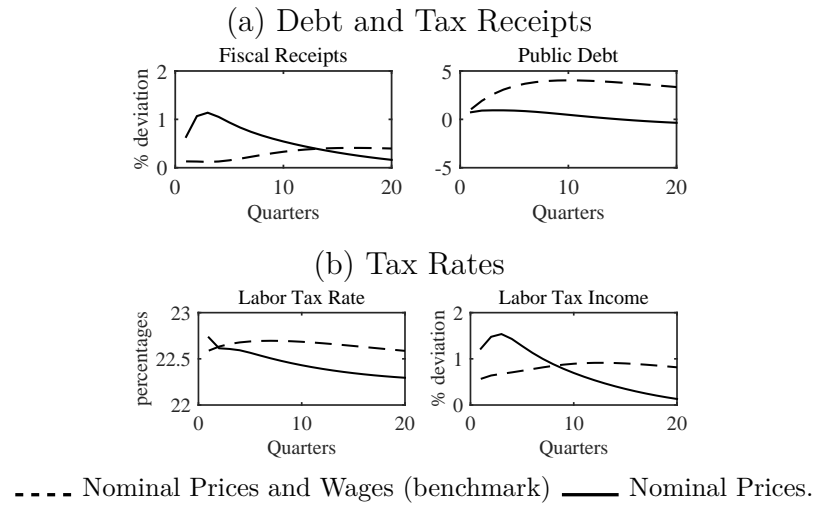 (a) Debt and Tax Receipts
Fiscal Receipts
% deviation
2
1
0
0
10
20
Quarters
Public Debt
5
0
-5
0
10
20
Quarters
(b) Tax Rates
Labor Tax Rate
percentages
23
22.5
22
0
10
20
Quarters
Labor Tax Income
% deviation
2
1
0
0
10
20
Quarters
Nominal Prices and Wages (benchmark) Nominal Prices.